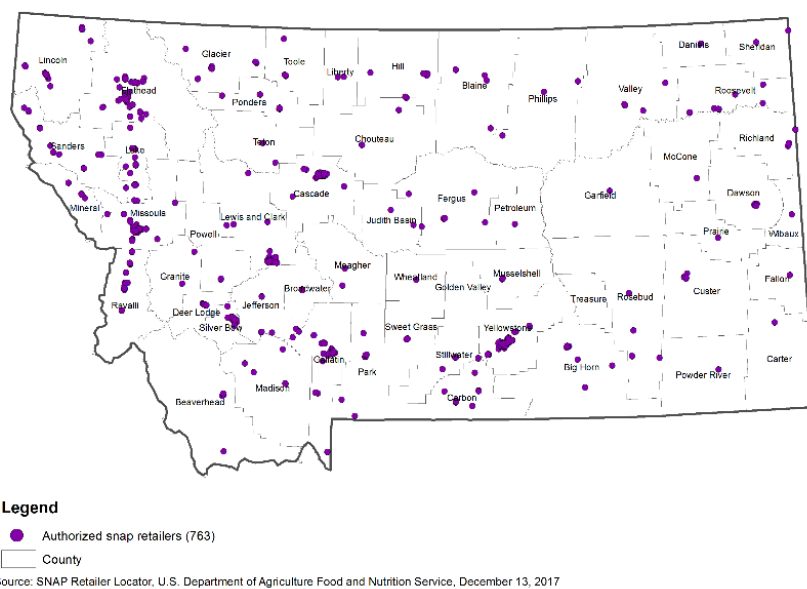 Daniels
Sheridan
Glacier
Toole
Lincoln
Liberty
Hill
Blaine
Flathead
Valley
Roosevelt
Phillips
Pondera
Richland
Teton
Chouteau
Sanders
Lake
McCone
Cascade
Garfield
Dawson
Fergus
Mineral
Missoula
Petroleum
Lewis and Clark
Judith Basin
Powell
Prairie
Wibaux
Meagher
Granite
Wheatland
Musselshell
Fallon
Golden Valley
Broadwater
Custer
Treasure
Rosebud
Ravalli
Jefferson
Deer Lodge
Silver Bow
Sweet Grass
Yellowstone
Stillwater
Gallatin
Carter
Park
Big Horn
Powder River
Madison
Carbon
Beaverhead
Legend
Authorized snap retailers (763)
County
Source: SNAP Retailer Locator, U.S. Department of Agriculture Food and Nutrition Service, December 13, 2017